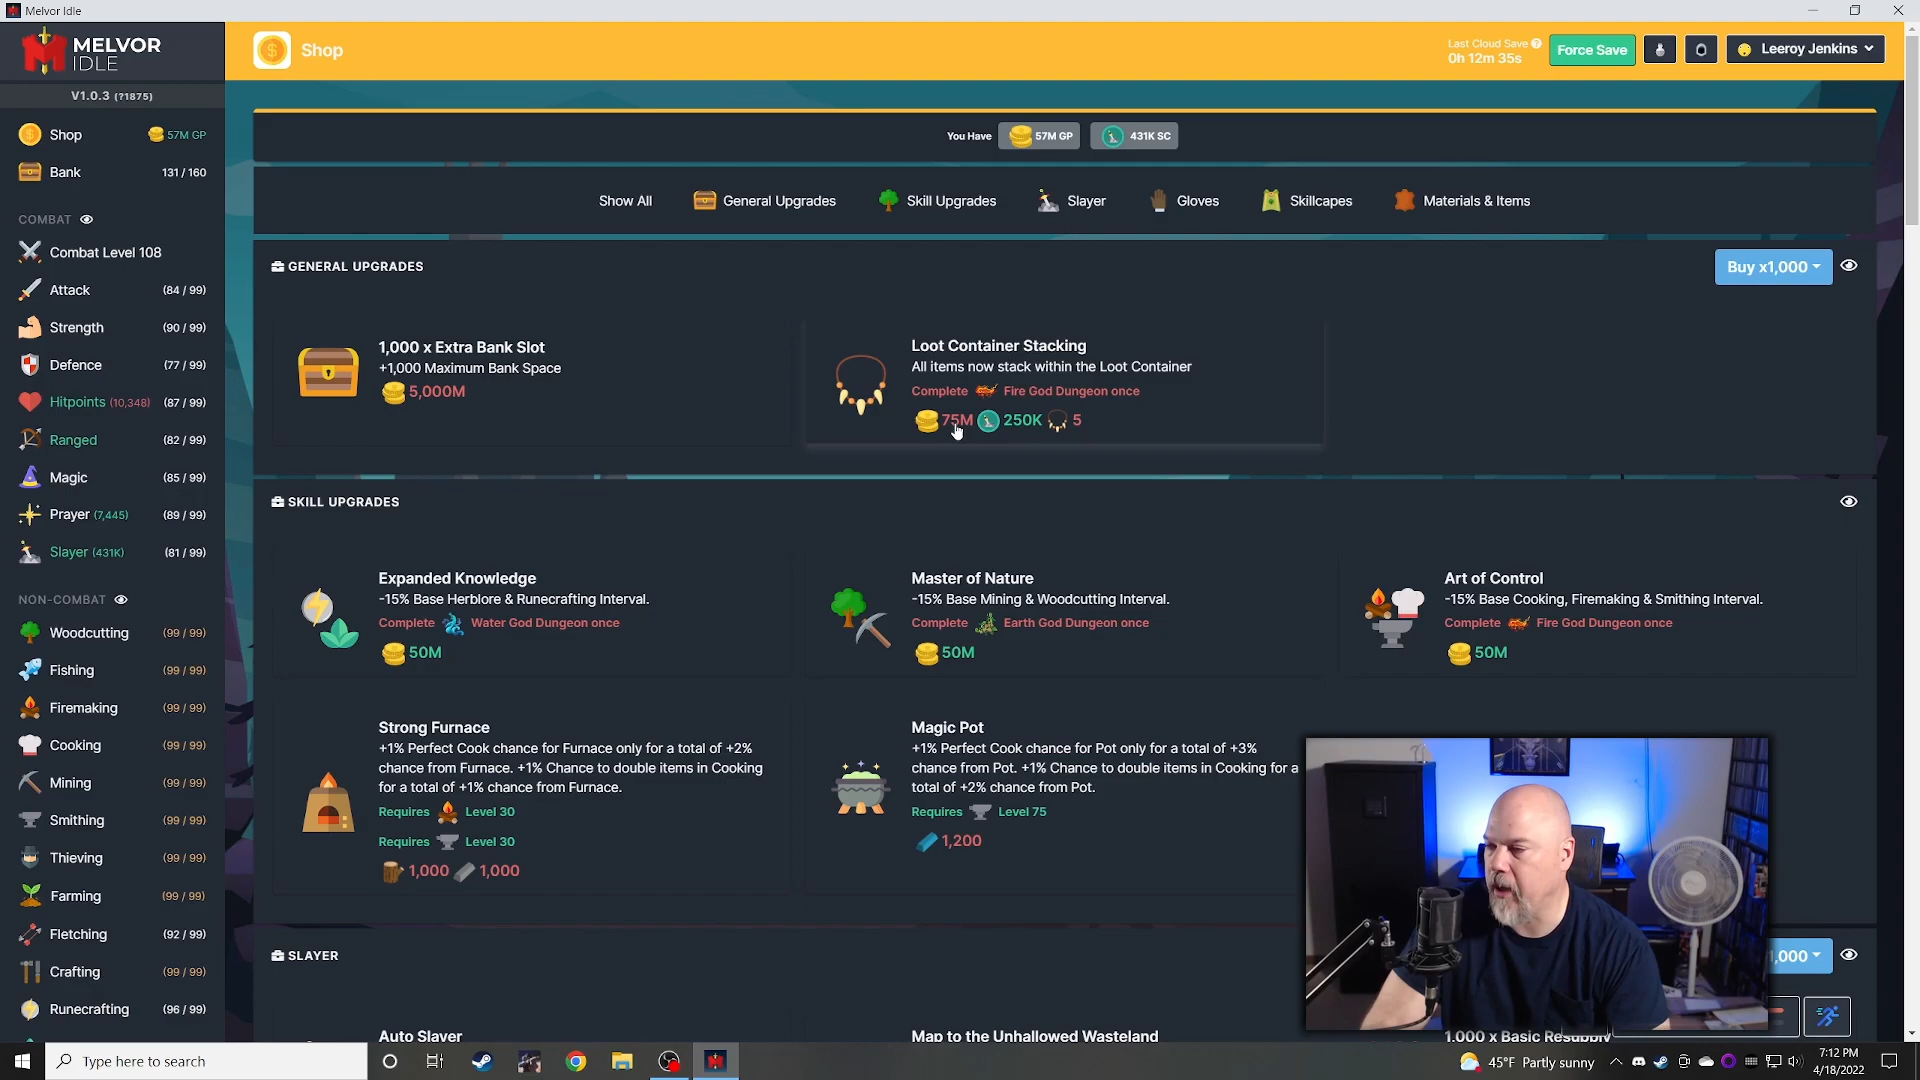 Melvor Idle
MELVOR
IDLE
V1.0.3 (?1875)
Shop
57M GP
Bank
131 / 160
COMBAT
Combat Level 108
Attack
(84 / 99)
Strength
(90 / 99)
Defence
(77 / 99)
Hitpoints (10,348)
(87 / 99)
Ranged
(82 / 99)
Magic
(85 / 99)
Prayer (7,445)
(89 / 99)
Slayer (431K)
(81 / 99)
NON-COMBAT
Woodcutting
(99 / 99)
Fishing
(99 / 99)
Firemaking
(99 / 99)
Cooking
(99 / 99)
Mining
(99 / 99)
Smithing
(99 / 99)
Thieving
(99 / 99)
Farming
(99 / 99)
Fletching
(92 / 99)
Crafting
(99 / 99)
Runecrafting
(96 / 99)
Shop
Last Cloud Save
0h 12m 35s
Force Save
Leeroy Jenkins
You Have
57M GP
431K SC
Show All
General Upgrades
Skill Upgrades
Slayer
Gloves
Skillcapes
Materials & Items
GENERAL UPGRADES
Buy x1,000
1,000 x Extra Bank Slot
+1,000 Maximum Bank Space
5,000M
Loot Container Stacking
All items now stack within the Loot Container
Complete Fire God Dungeon once
75M 250K 5
SKILL UPGRADES
Expanded Knowledge
-15% Base Herblore & Runecrafting Interval.
Complete Water God Dungeon once
50M
Master of Nature
-15% Base Mining & Woodcutting Interval.
Complete Earth God Dungeon once
50M
Art of Control
-15% Base Cooking, Firemaking & Smithing Interval.
Complete Fire God Dungeon once
50M
Strong Furnace
+1% Perfect Cook chance for Furnace only for a total of +2%
chance from Furnace. +1% Chance to double items in Cooking
for a total of +1% chance from Furnace.
Requires Level 30
Requires Level 30
1,000 1,000
Magic Pot
+1% Perfect Cook chance for Pot only for a total of +3%
chance from Pot. +1% Chance to double items in Cooking for a
total of +2% chance from Pot.
Requires Level 75
1,200
SLAYER
,000
Auto Slayer
Map to the Unhallowed Wasteland
1,000 x Basic Resupply
Type here to search
45°F Partly sunny
7:12 PM
4/18/2022